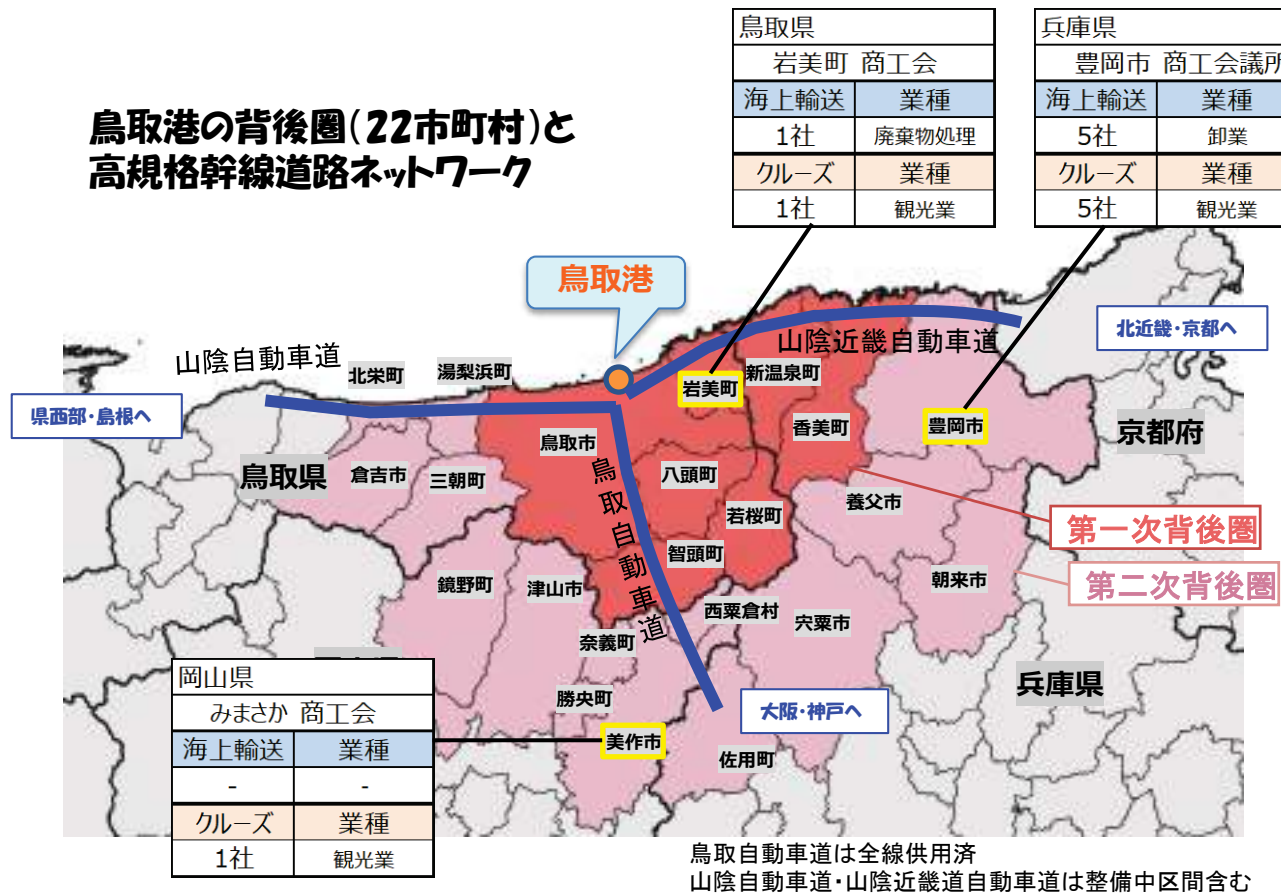 鳥取港の背後圏(22市町村)と
高規格幹線道路ネットワーク
鳥取県
岩美町 商工会
海上輸送 業種
1社 廃棄物処理
クルーズ 業種
1社 観光業
兵庫県
豊岡市 商工会議所
海上輸送 業種
5社 卸業
クルーズ 業種
5社 観光業
鳥取港
山陰自動車道
北栄町
湯梨浜町
県西部・島根へ
山陰近畿自動車道
北近畿・京都へ
岩美町
新温泉町
香美町
豊岡市
京都府
鳥取県
倉吉市
三朝町
鳥取市
八頭町
若桜町
智頭町
鳥取自動車道
養父市
朝来市
第一次背後圏
第二次背後圏
鏡野町
津山市
奈義町
西粟倉村
宍粟市
勝央町
美作市
佐用町
大阪・神戸へ
兵庫県
岡山県
みまさか 商工会
海上輸送 業種
- -
クルーズ 業種
1社 観光業
鳥取自動車道は全線供用済
山陰自動車道・山陰近畿道自動車道は整備中区間含む